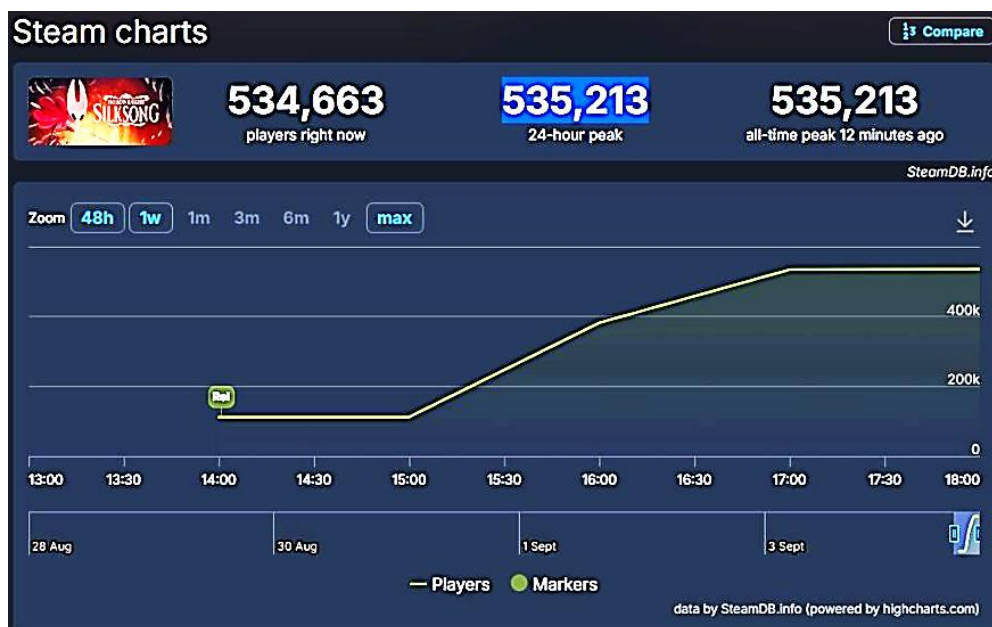 Steam charts
Compare
SILKSONG
534,663 535,213 535,213
players right now 24-hour peak all-time peak 12 minutes ago
SteamDB.info
Zoom 48h 1w 1m 3m 6m 1y max
400k
200k
Rel
0
13:00 13:30 14:00 14:30 15:00 15:30 16:00 16:30 17:00 17:30 18:00
28 Aug 30 Aug 1 Sept 3 Sept
Players Markers
data by SteamDB.info (powered by highcharts.com)